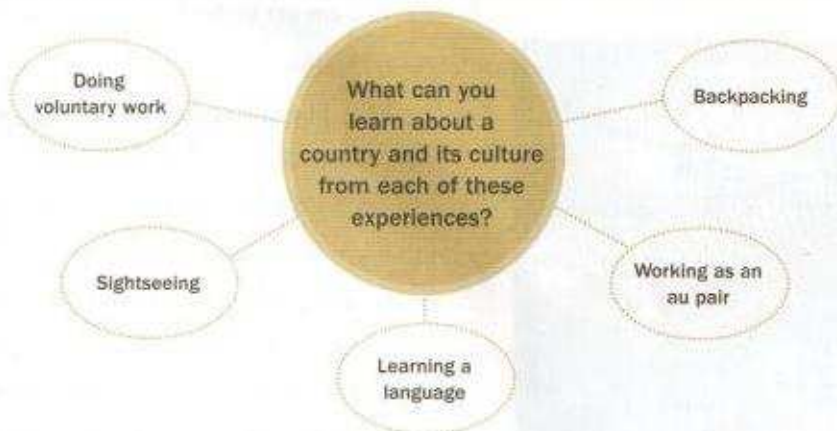 What can you
learn about a
country and its culture
from each of these
experiences?
Doing
voluntary work
Backpacking
Sightseeing
Working as an
au pair
Learning a
language